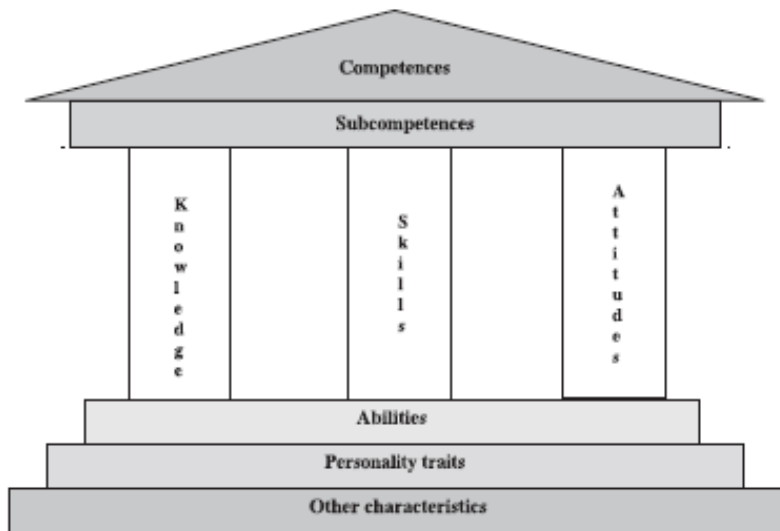 Competences
Subcompetences
Knowledge
Skills
Attitudes
Abilities
Personality traits
Other characteristics